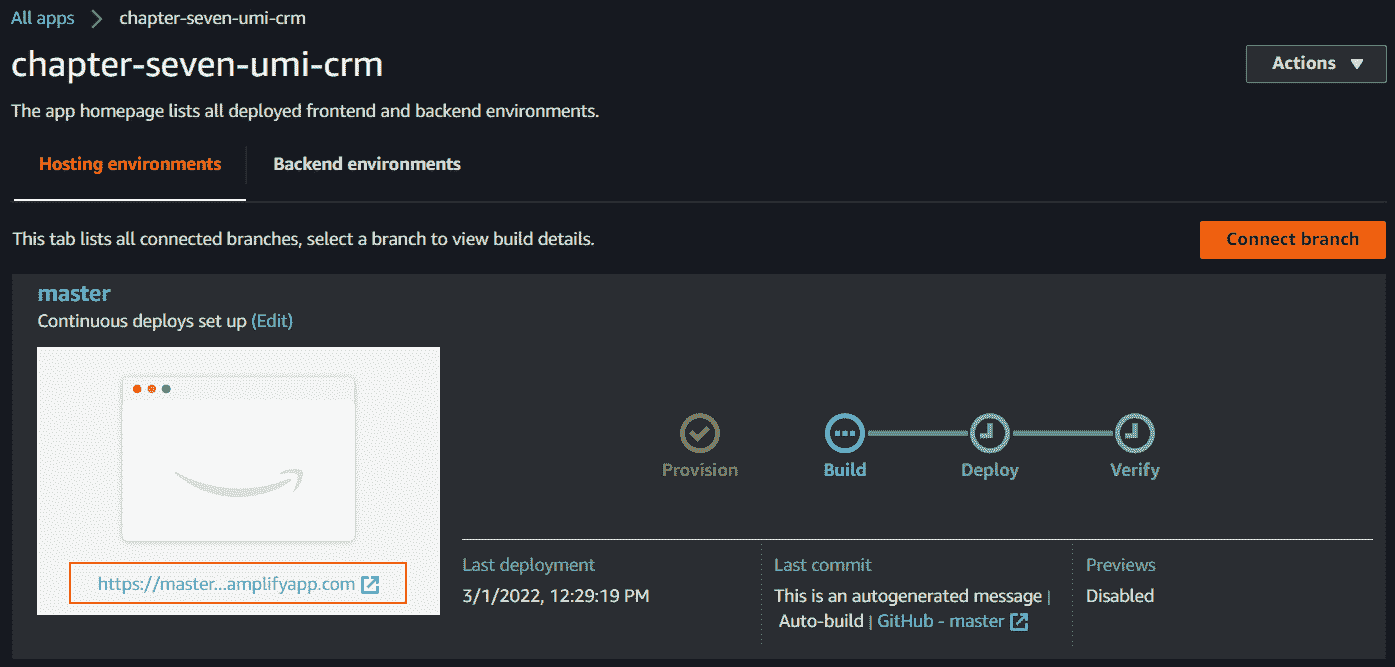 All apps > chapter-seven-umi-crm
chapter-seven-umi-crm
Actions ▼
The app homepage lists all deployed frontend and backend environments.
Hosting environments
Backend environments
This tab lists all connected branches, select a branch to view build details.
Connect branch
master
Continuous deploys set up (Edit)
Provision
Build
Deploy
Verify
https://master...amplifyapp.com
Last deployment
3/1/2022, 12:29:19 PM
Last commit
This is an autogenerated message |
Auto-build | GitHub - master
Previews
Disabled